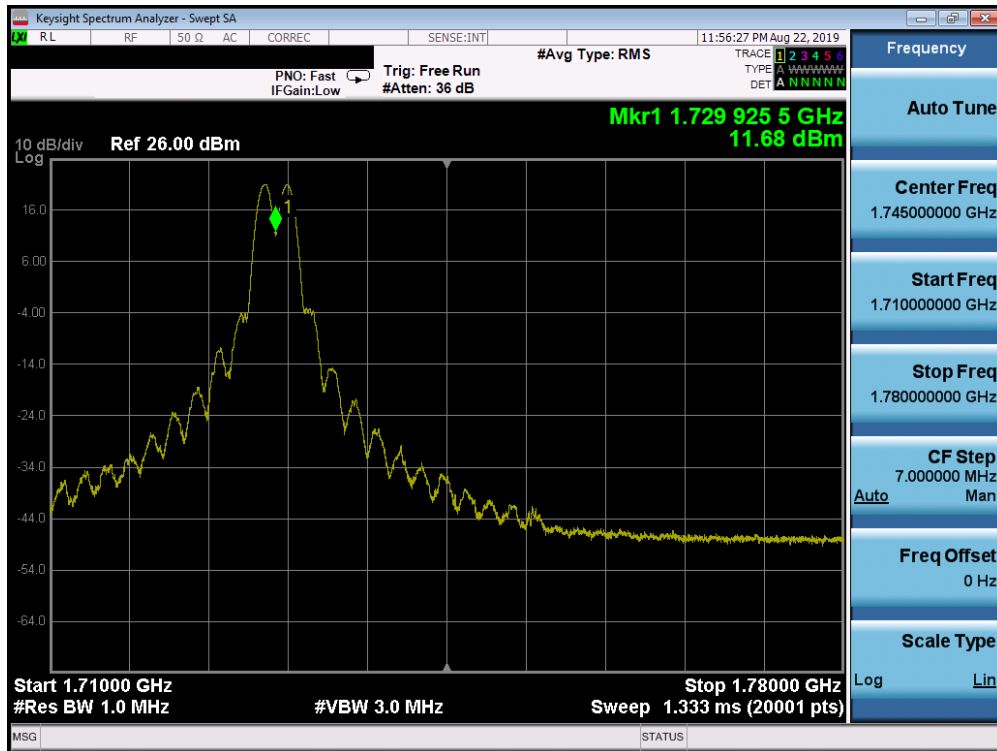 Keysight Spectrum Analyzer - Swept SA
LXI RL RF 50 Ω AC CORREC SENSE:INT 11:56:27 PM Aug 22, 2019
#Avg Type: RMS TRACE 1 2 3 4 5 6
PNO: Fast Trig: Free Run TYPE A WWWWW
IFGain:Low #Atten: 36 dB DET A N N N N N
Mkr1 1.729 925 5 GHz
11.68 dBm
10 dB/div Ref 26.00 dBm
Log
1
16.0
6.00
-4.00
-14.0
-24.0
-34.0
-44.0
-54.0
-64.0
Start 1.71000 GHz Stop 1.78000 GHz
#Res BW 1.0 MHz #VBW 3.0 MHz Sweep 1.333 ms (20001 pts)
MSG STATUS
Frequency
Auto Tune
Center Freq
1.745000000 GHz
Start Freq
1.710000000 GHz
Stop Freq
1.780000000 GHz
CF Step
7.000000 MHz
Auto Man
Freq Offset
0 Hz
Scale Type
Log Lin